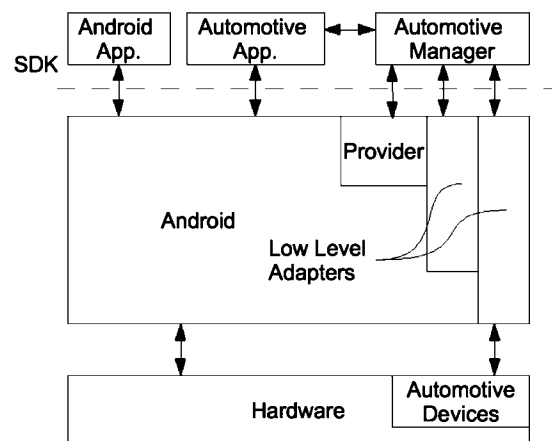 Android
App.
Automotive
App.
Automotive
Manager
SDK
Provider
Android
Low Level
Adapters
Hardware
Automotive
Devices